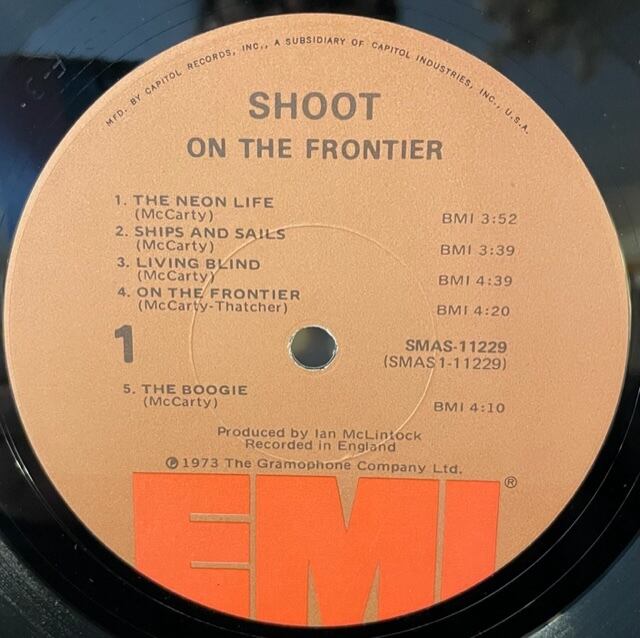 MFD. BY CAPITOL RECORDS, INC., A SUBSIDIARY OF CAPITOL INDUSTRIES, INC., U.S.A.
SHOOT
ON THE FRONTIER
1. THE NEON LIFE
(McCarty) BMI 3:52
2. SHIPS AND SAILS
(McCarty) BMI 3:39
3. LIVING BLIND
(McCarty) BMI 4:39
4. ON THE FRONTIER
(McCarty-Thatcher) BMI 4:20
1
SMAS-11229
(SMAS1-11229)
5. THE BOOGIE
(McCarty) BMI 4:10
Produced by Ian McLintock
Recorded in England
℗1973 The Gramophone Company Ltd.
EMI®